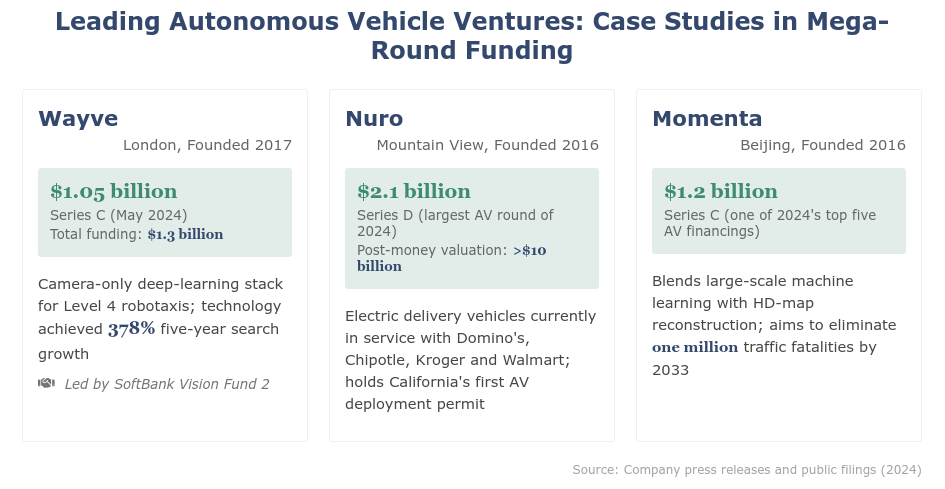 Leading Autonomous Vehicle Ventures: Case Studies in Mega-
Round Funding
Wayve
London, Founded 2017
$1.05 billion
Series C (May 2024)
Total funding: $1.3 billion
Camera-only deep-learning stack
for Level 4 robotaxis; technology
achieved 378% five-year search
growth
Led by SoftBank Vision Fund 2
Nuro
Mountain View, Founded 2016
$2.1 billion
Series D (largest AV round of
2024)
Post-money valuation: >$10
billion
Electric delivery vehicles currently
in service with Domino's,
Chipotle, Kroger and Walmart;
holds California's first AV
deployment permit
Momenta
Beijing, Founded 2016
$1.2 billion
Series C (one of 2024's top five
AV financings)
Blends large-scale machine
learning with HD-map
reconstruction; aims to eliminate
one million traffic fatalities by
2033
Source: Company press releases and public filings (2024)